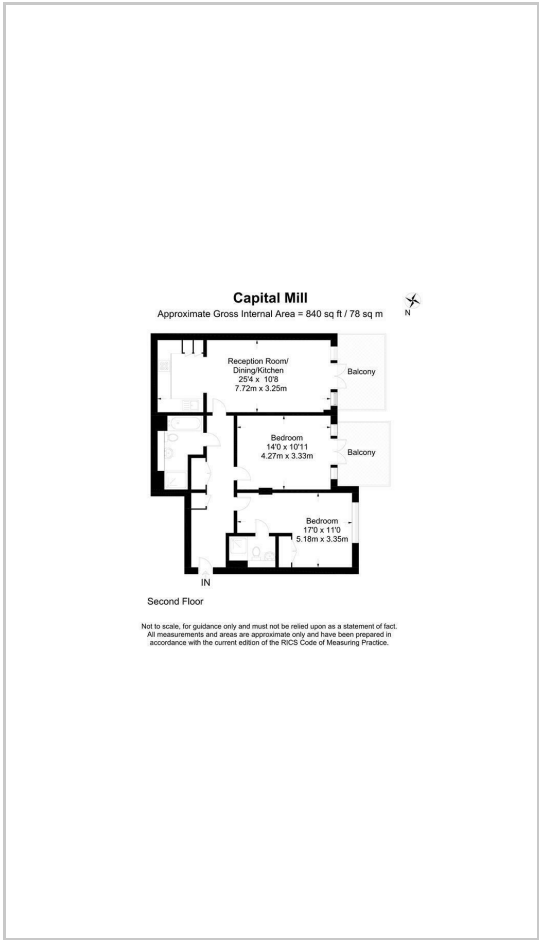 Capital Mill
Approximate Gross Internal Area = 840 sq ft / 78 sq m
N
Reception Room/
Dining/Kitchen
25'4 x 10'8
7.72m x 3.25m
Balcony
Bedroom
14'0 x 10'11
4.27m x 3.33m
Balcony
Bedroom
17'0 x 11'0
5.18m x 3.35m
IN
Second Floor
Not to scale, for guidance only and must not be relied upon as a statement of fact.
All measurements and areas are approximate only and have been prepared in
accordance with the current edition of the RICS Code of Measuring Practice.